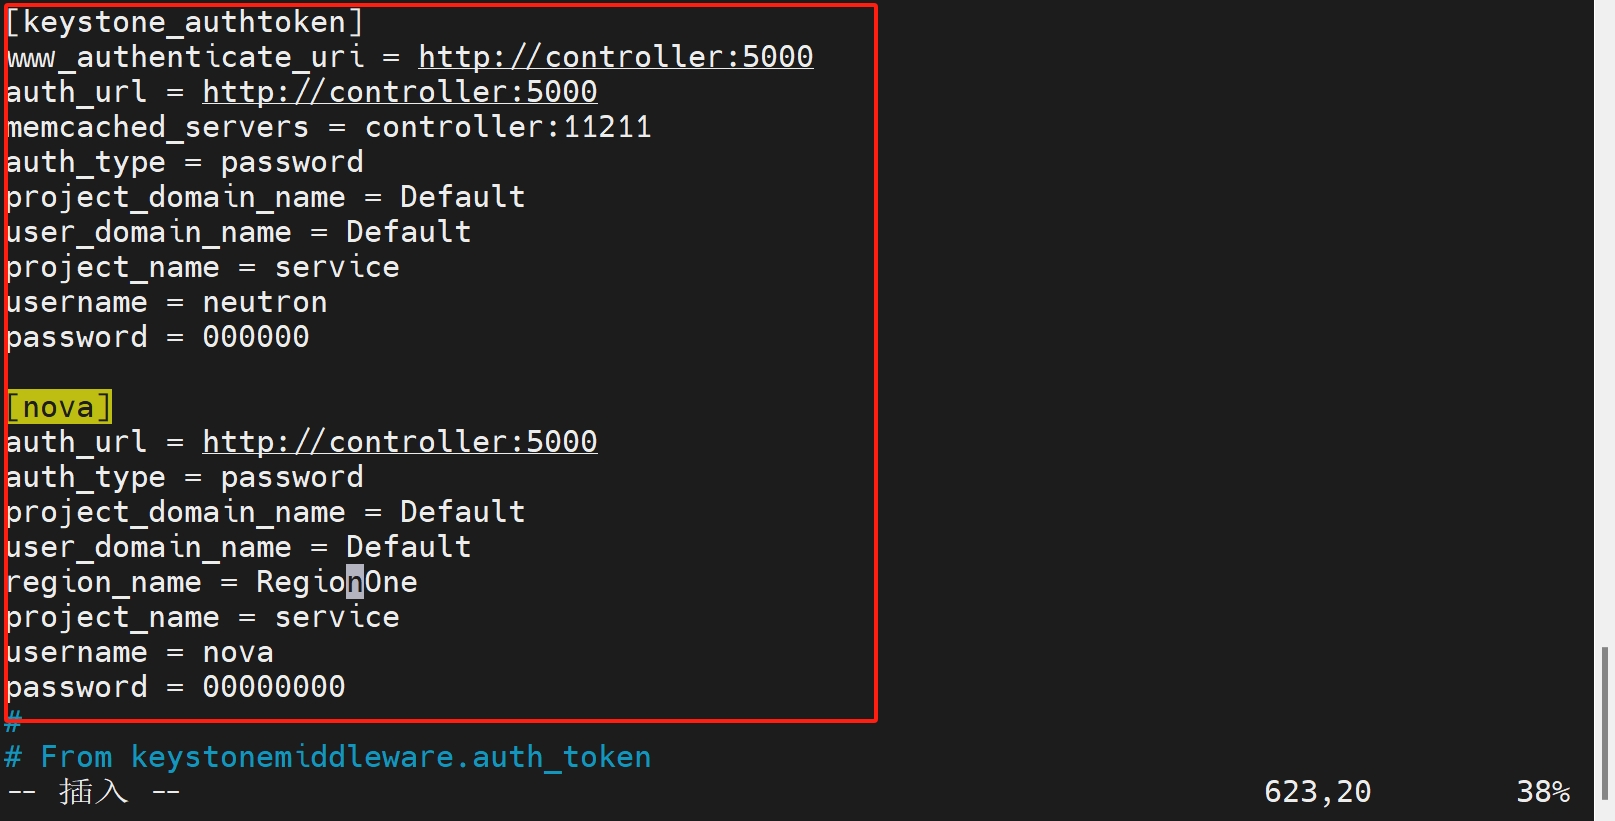 [keystone_authtoken]
www_authenticate_uri = http://controller:5000
auth_url = http://controller:5000
memcached_servers = controller:11211
auth_type = password
project_domain_name = Default
user_domain_name = Default
project_name = service
username = neutron
password = 000000
[nova]
auth_url = http://controller:5000
auth_type = password
project_domain_name = Default
user_domain_name = Default
region_name = RegionOne
project_name = service
username = nova
password = 00000000
#
# From keystonemiddleware.auth_token
-- 插入 -- 623,20 38%